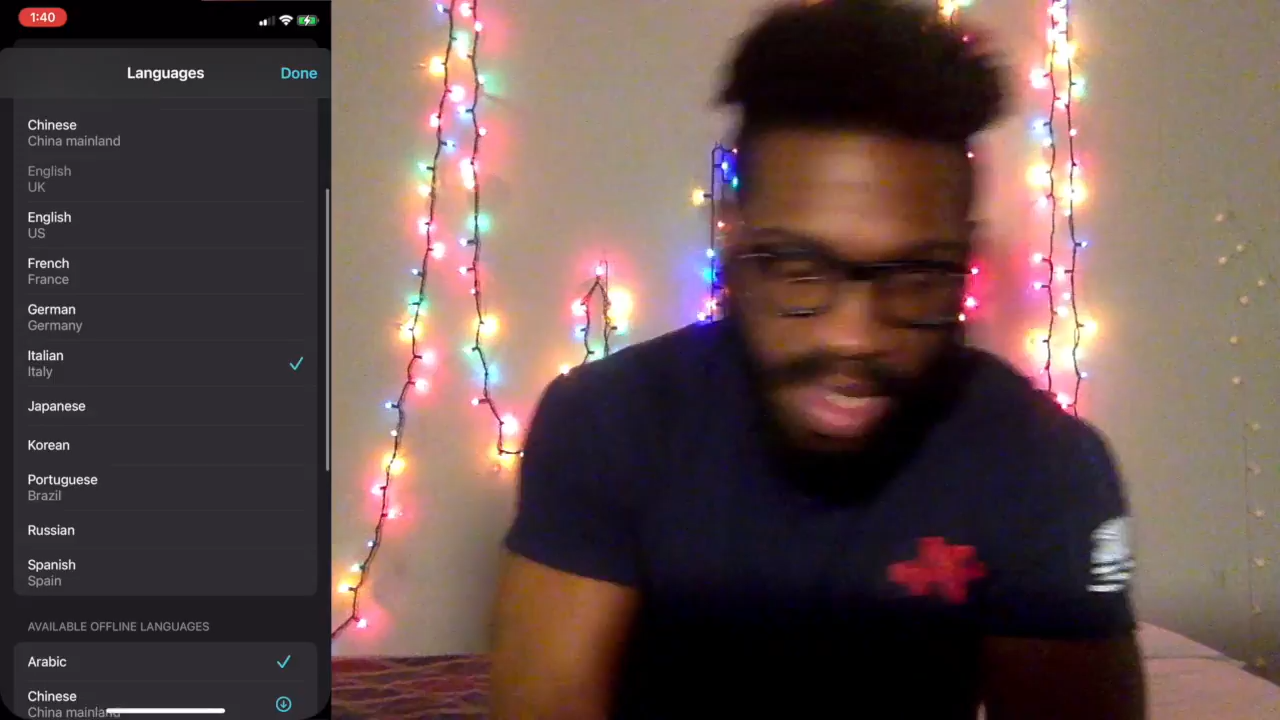 1:40
Languages
Done
Chinese
China mainland
English
UK
English
US
French
France
German
Germany
Italian
Italy
Japanese
Korean
Portuguese
Brazil
Russian
Spanish
Spain
AVAILABLE OFFLINE LANGUAGES
Arabic
Chinese
China mainland